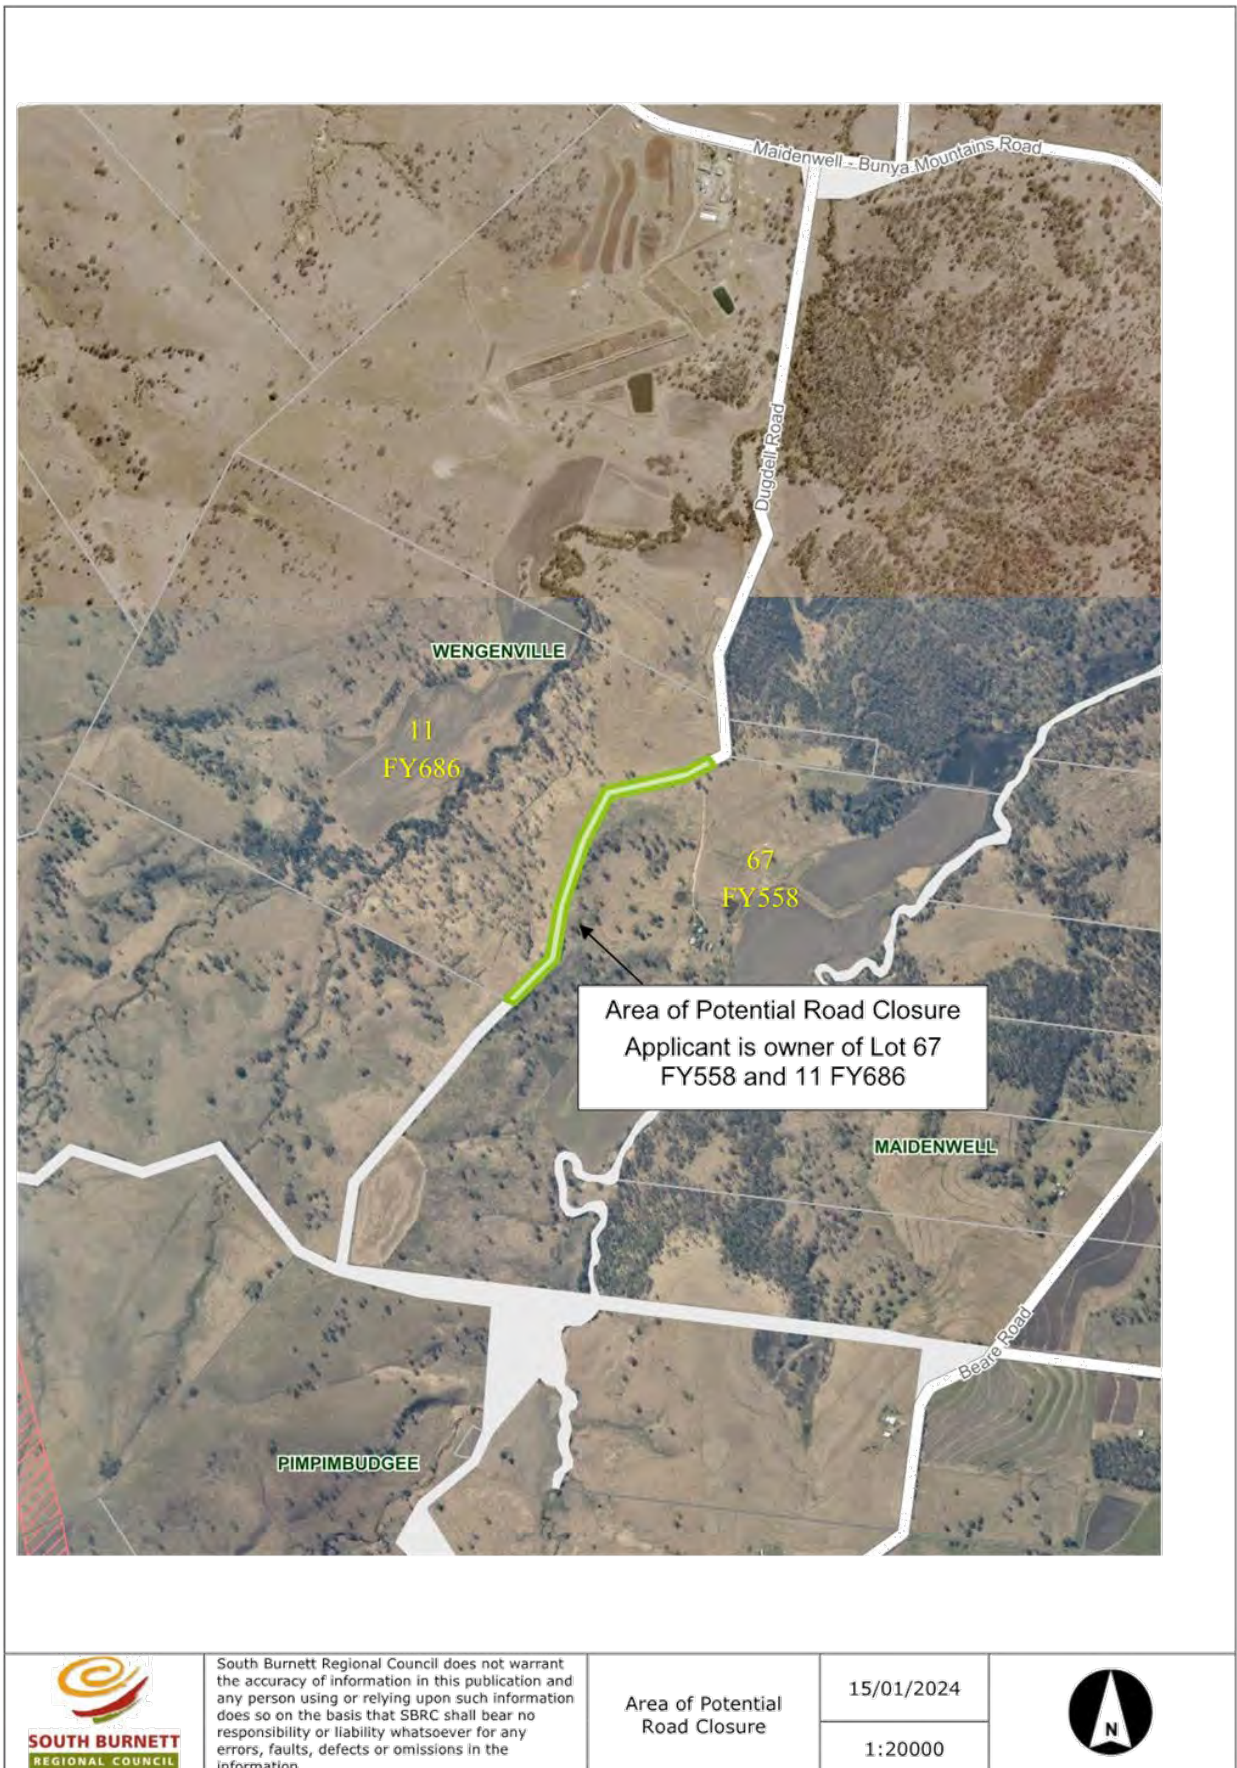 Maidenwell - Bunya Mountains Road
Dugdell Road
WENGENVILLE
11
FY686
67
FY558
Area of Potential Road Closure
Applicant is owner of Lot 67
FY558 and 11 FY686
MAIDENWELL
Beare Road
PIMPIMBUDGEE
SOUTH BURNETT
REGIONAL COUNCIL
South Burnett Regional Council does not warrant
the accuracy of information in this publication and
any person using or relying upon such information
does so on the basis that SBRC shall bear no
responsibility or liability whatsoever for any
errors, faults, defects or omissions in the
information
Area of Potential
Road Closure
15/01/2024
1:20000
N